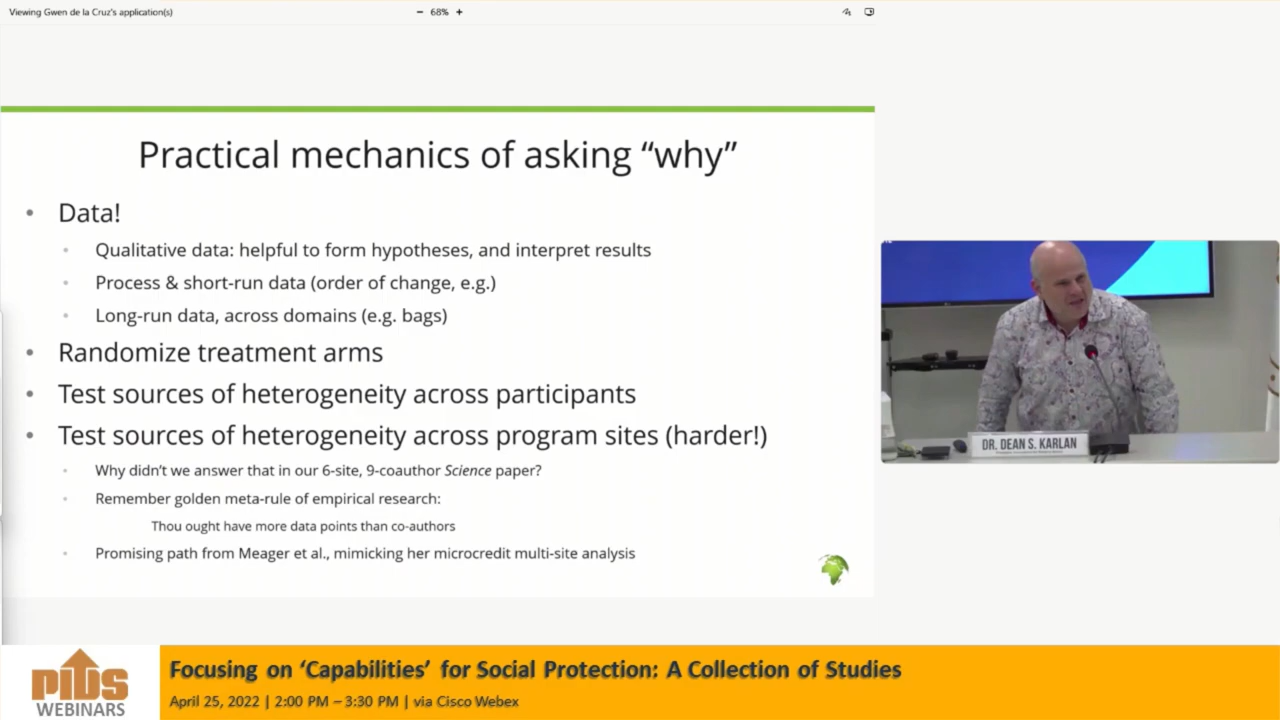 Viewing Gwen de la Cruz's application(s)
− 68% +
Practical mechanics of asking “why”
• Data!
• Qualitative data: helpful to form hypotheses, and interpret results
• Process & short-run data (order of change, e.g.)
• Long-run data, across domains (e.g. bags)
• Randomize treatment arms
• Test sources of heterogeneity across participants
• Test sources of heterogeneity across program sites (harder!)
• Why didn’t we answer that in our 6-site, 9-coauthor Science paper?
• Remember golden meta-rule of empirical research:
Thou ought have more data points than co-authors
• Promising path from Meager et al., mimicking her microcredit multi-site analysis
DR. DEAN S. KARLAN
PIDS
WEBINARS
Focusing on ‘Capabilities’ for Social Protection: A Collection of Studies
April 25, 2022 | 2:00 PM – 3:30 PM | via Cisco Webex